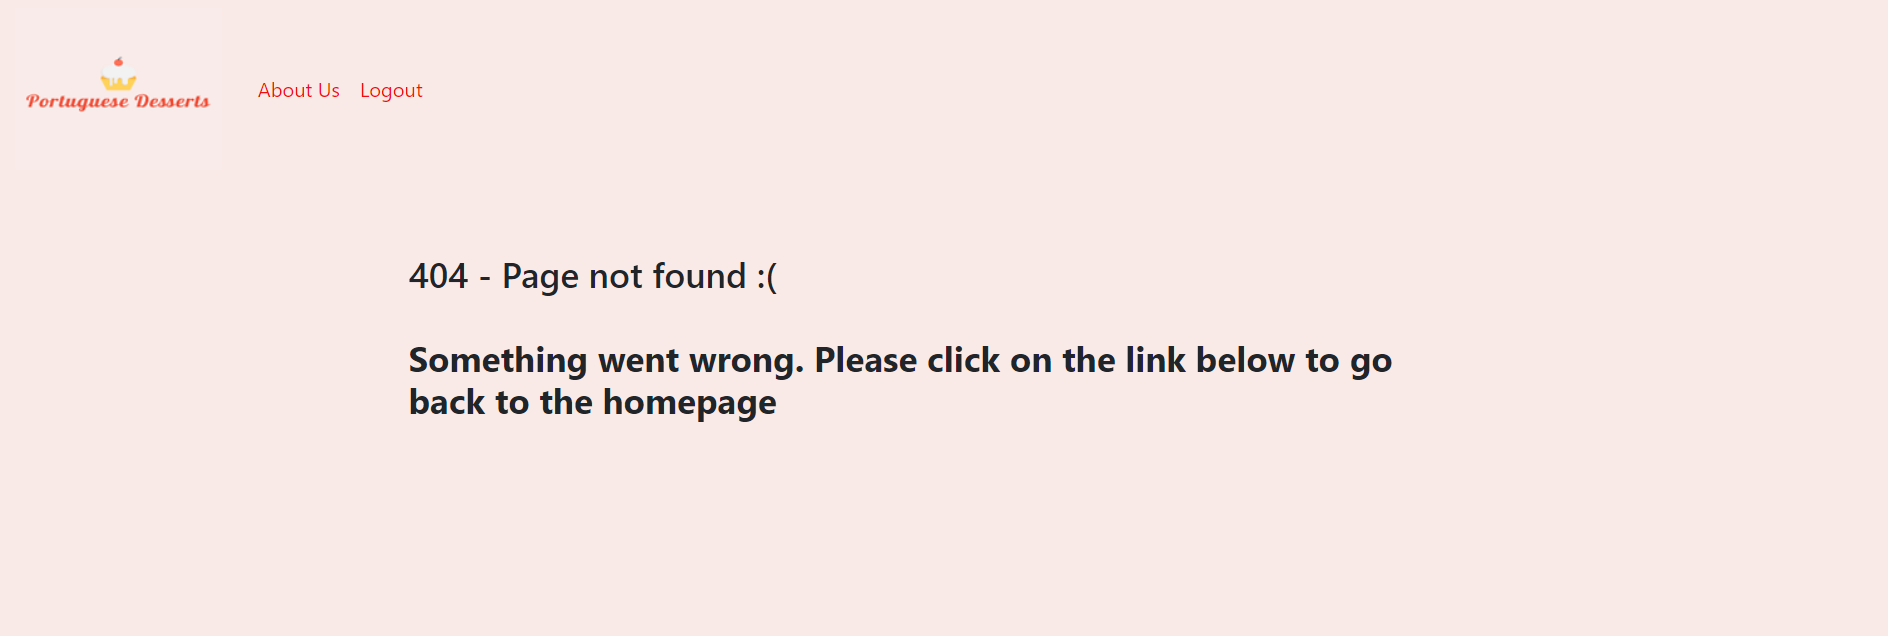 Portuguese Desserts
About Us Logout
404 - Page not found :(
Something went wrong. Please click on the link below to go
back to the homepage